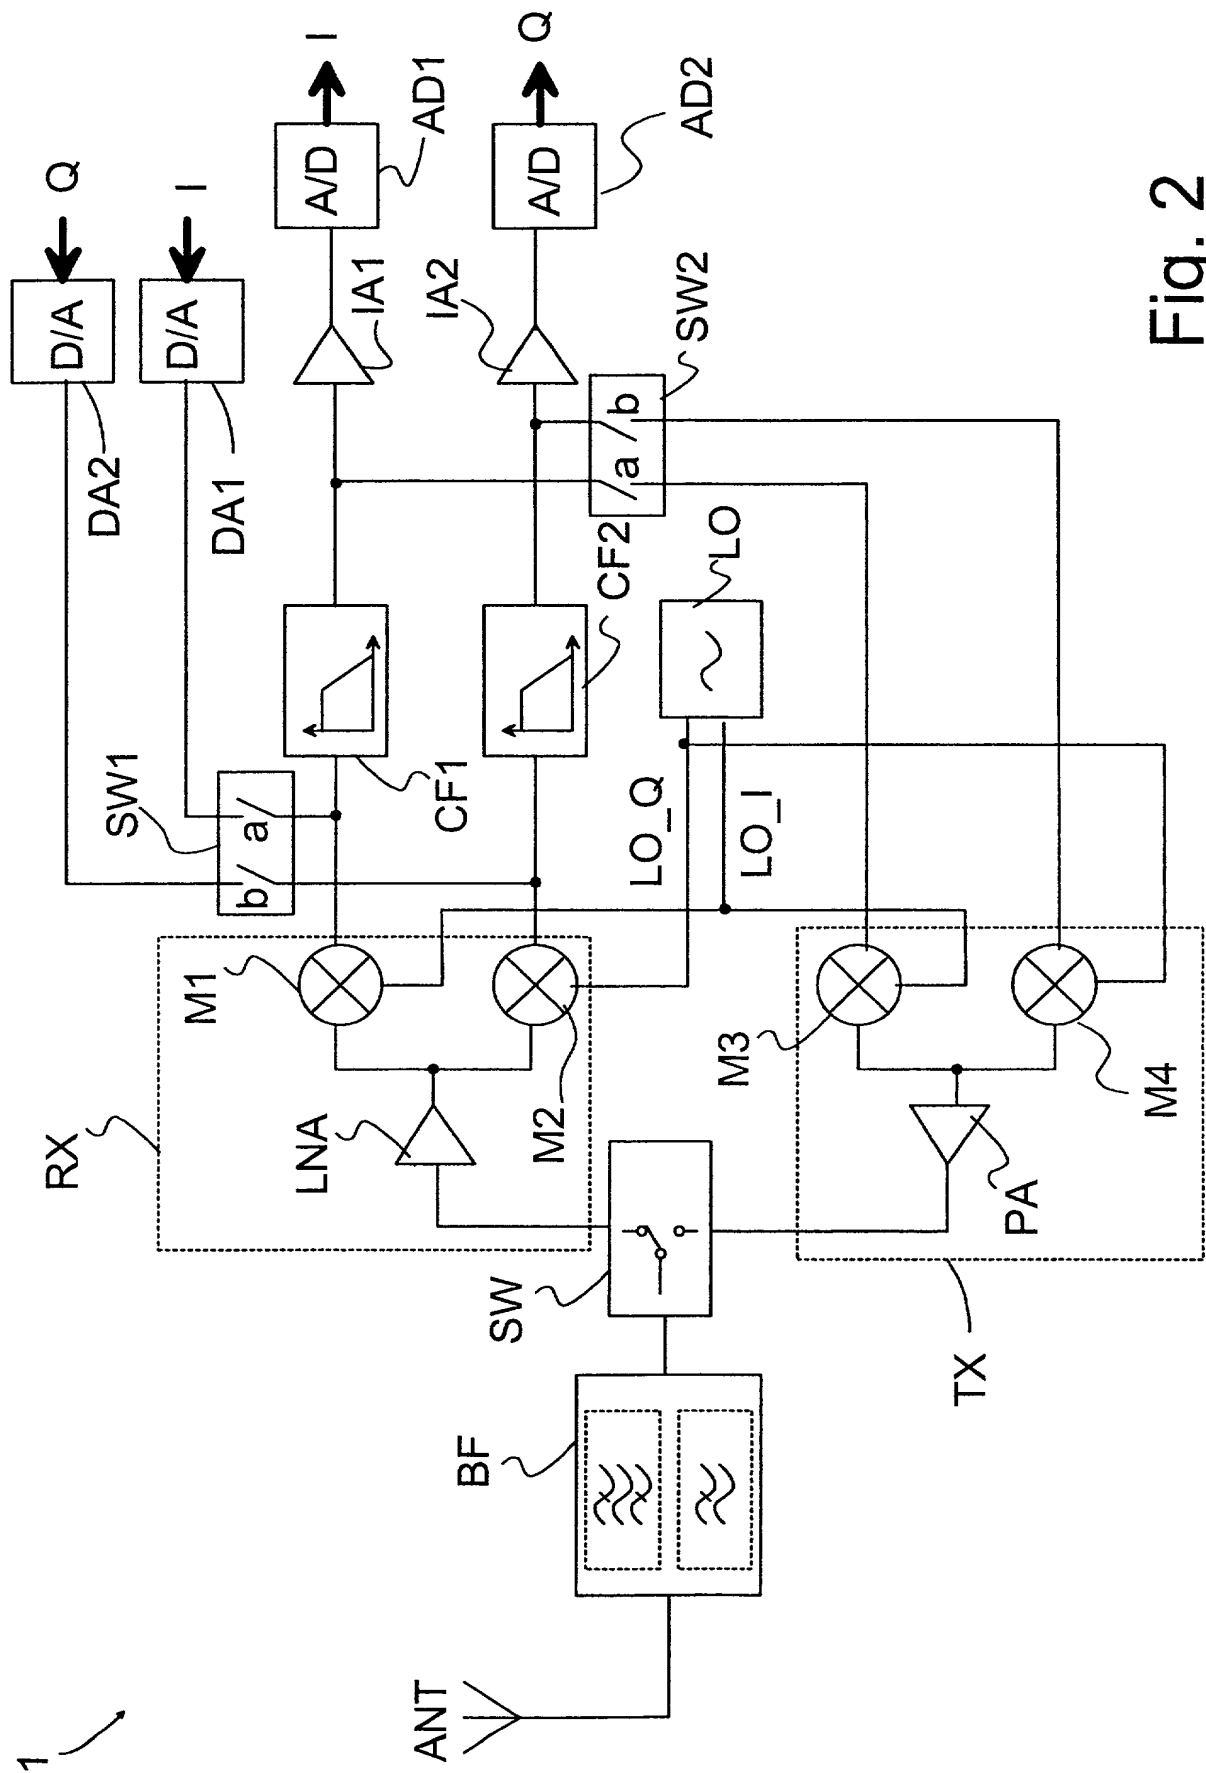 1
ANT
BF
SW
RX
LNA
M1
M2
SW1
b
a
DA2
DA1
D/A
Q
D/A
I
CF1
CF2
IA1
IA2
A/D
I
AD1
A/D
Q
AD2
SW2
a
b
LO
LO_Q
LO_I
M3
M4
PA
TX
Fig. 2